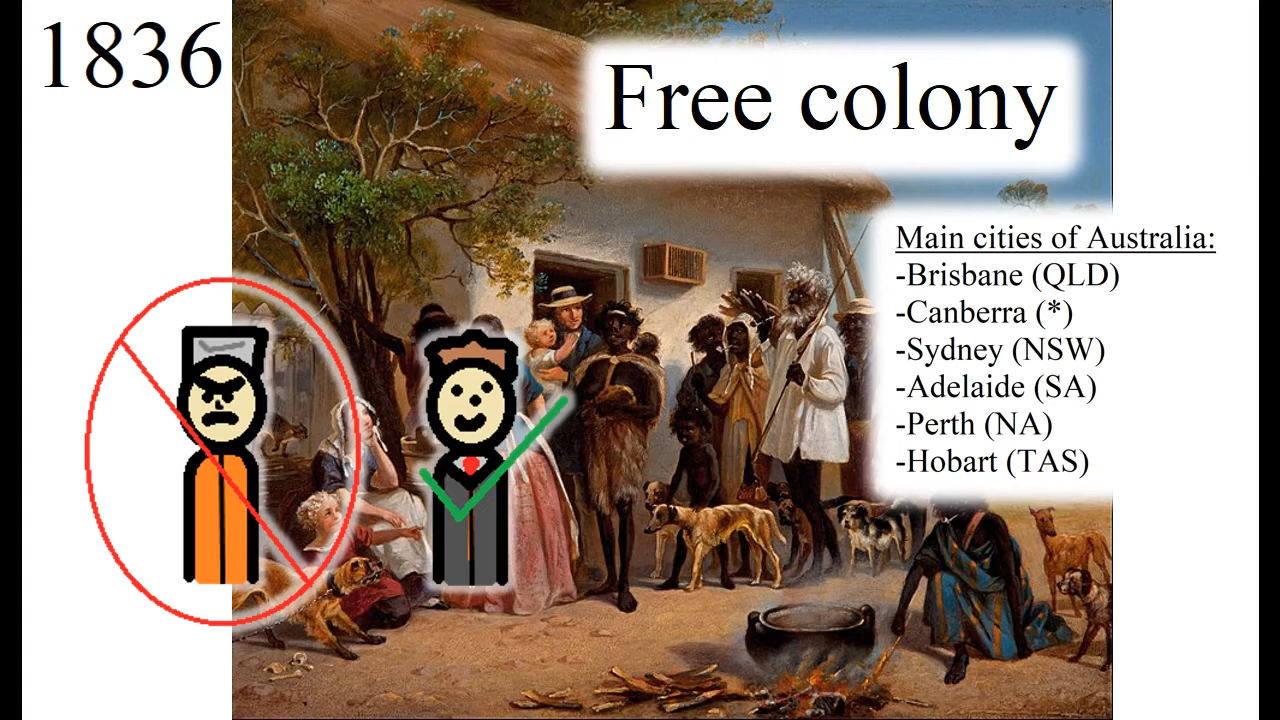 1836
Free colony
Main cities of Australia:
-Brisbane (QLD)
-Canberra (*)
-Sydney (NSW)
-Adelaide (SA)
-Perth (NA)
-Hobart (TAS)